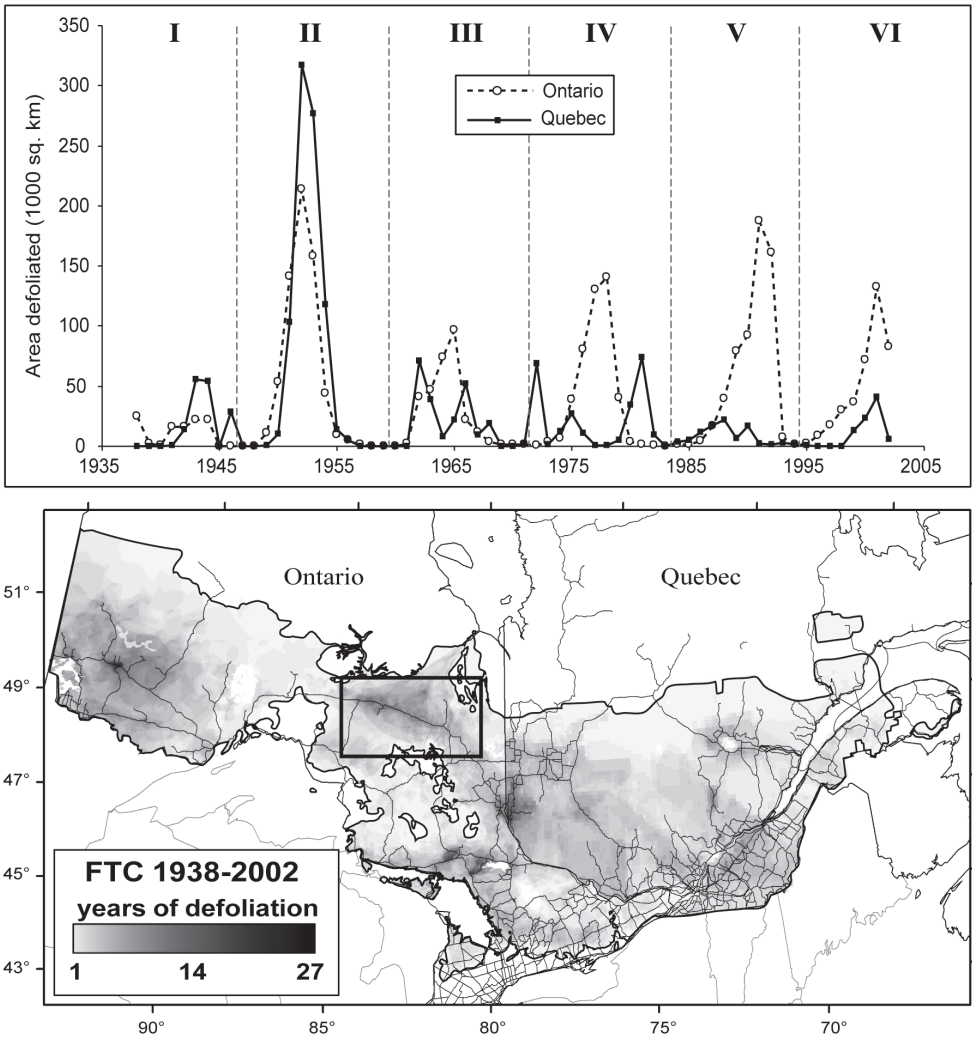 I II III IV V VI
350
300
250
200
150
100
50
0
Area defoliated (1000 sq. km)
Ontario
Quebec
1935 1945 1955 1965 1975 1985 1995 2005
Ontario Quebec
51°
49°
47°
45°
43°
FTC 1938-2002
years of defoliation
1 14 27
90° 85° 80° 75° 70°